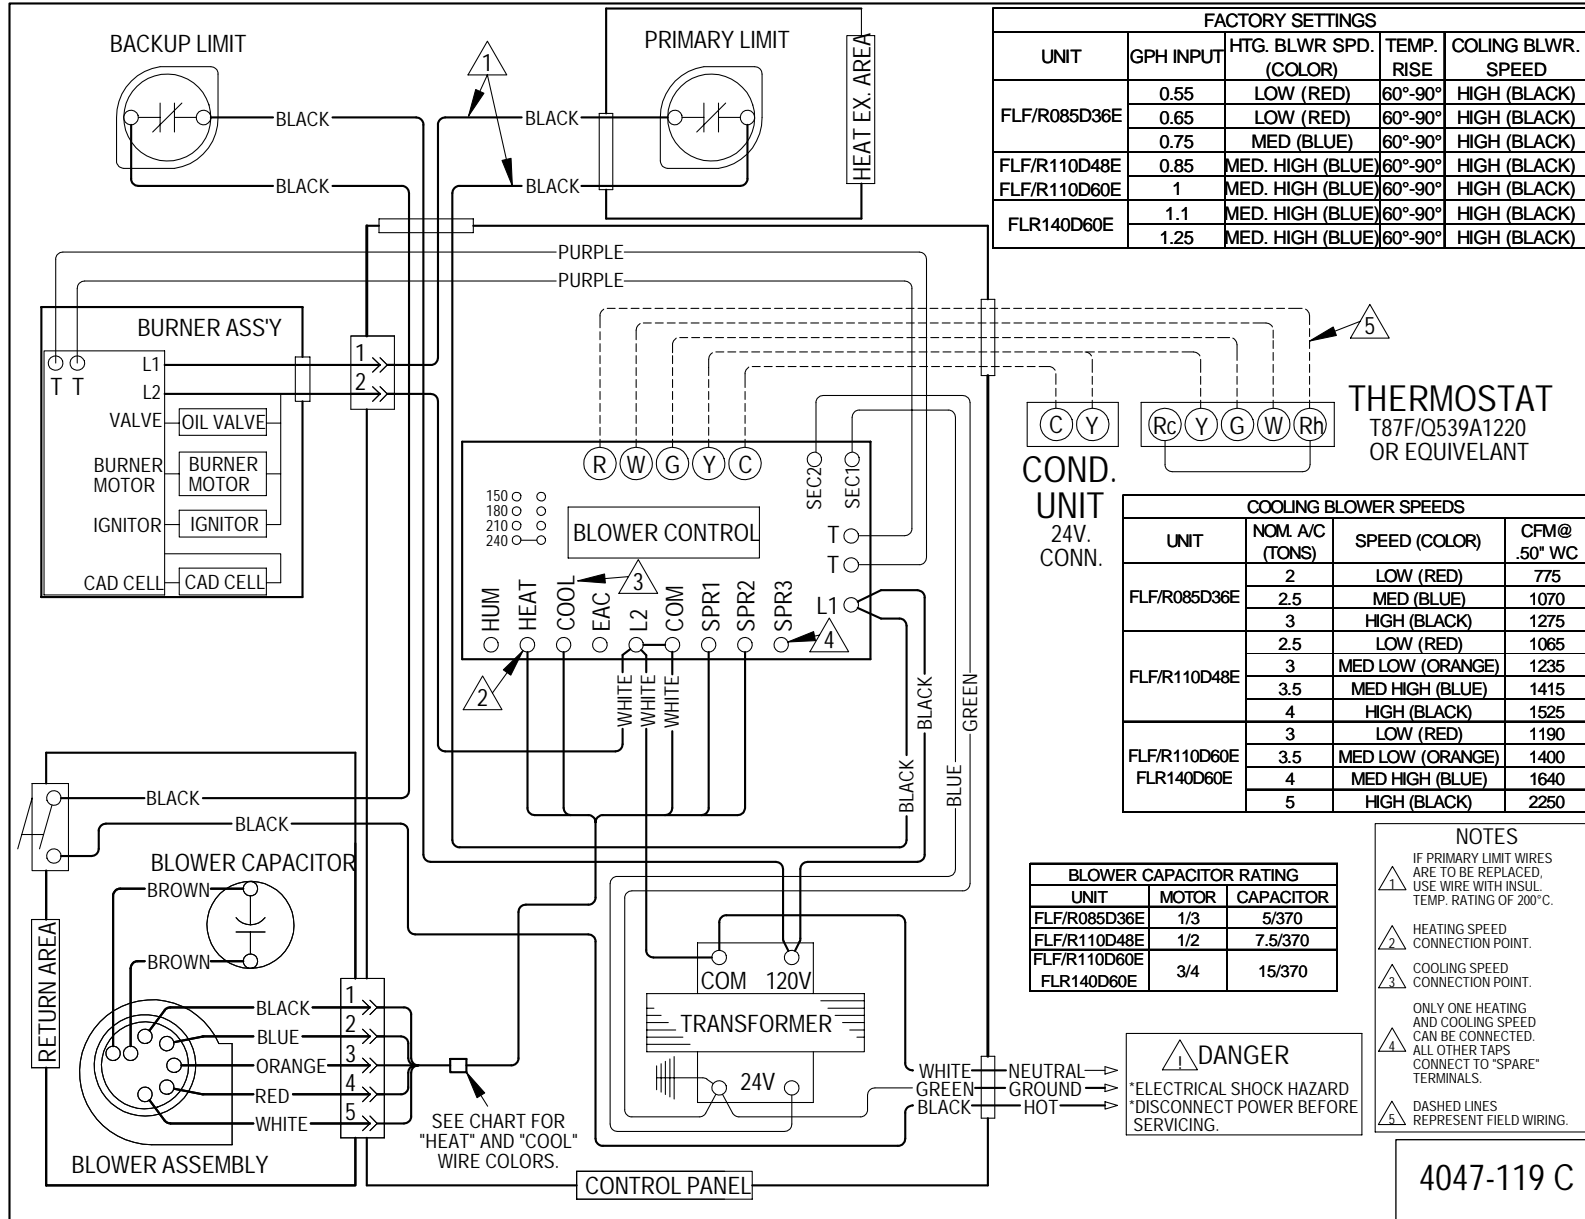 BACKUP LIMIT
PRIMARY LIMIT
HEAT EX. AREA
1
BLACK
BLACK
BLACK
BLACK
FACTORY SETTINGS
UNIT GPH INPUT HTG. BLWR SPD. (COLOR) TEMP. RISE COLING BLWR. SPEED
FLF/R085D36E 0.55 LOW (RED) 60°-90° HIGH (BLACK)
0.65 LOW (RED) 60°-90° HIGH (BLACK)
0.75 MED (BLUE) 60°-90° HIGH (BLACK)
FLF/R110D48E 0.85 MED. HIGH (BLUE) 60°-90° HIGH (BLACK)
FLF/R110D60E 1 MED. HIGH (BLUE) 60°-90° HIGH (BLACK)
FLR140D60E 1.1 MED. HIGH (BLUE) 60°-90° HIGH (BLACK)
1.25 MED. HIGH (BLUE) 60°-90° HIGH (BLACK)
PURPLE
PURPLE
BURNER ASS'Y
T T
L1
L2
VALVE OIL VALVE
BURNER MOTOR BURNER MOTOR
IGNITOR IGNITOR
CAD CELL CAD CELL
1
2
5
R W G Y C
SEC2 SEC1
150
180
210
240
BLOWER CONTROL
T
T
L1
3
HUM HEAT COOL EAC L2 COM SPR1 SPR2 SPR3
2
4
WHITE WHITE WHITE
BLACK
BLACK
BLUE
GREEN
C Y
COND.
UNIT
24V.
CONN.
Rc Y G W Rh
THERMOSTAT
T87F/Q539A1220
OR EQUIVELANT
COOLING BLOWER SPEEDS
UNIT NOM. A/C (TONS) SPEED (COLOR) CFM@ .50" WC
FLF/R085D36E 2 LOW (RED) 775
2.5 MED (BLUE) 1070
3 HIGH (BLACK) 1275
FLF/R110D48E 2.5 LOW (RED) 1065
3 MED LOW (ORANGE) 1235
3.5 MED HIGH (BLUE) 1415
4 HIGH (BLACK) 1525
FLF/R110D60E FLR140D60E 3 LOW (RED) 1190
3.5 MED LOW (ORANGE) 1400
4 MED HIGH (BLUE) 1640
5 HIGH (BLACK) 2250
BLACK
BLACK
BLOWER CAPACITOR
BROWN
BROWN
RETURN AREA
BLACK 1
BLUE 2
ORANGE 3
RED 4
WHITE 5
BLOWER ASSEMBLY
SEE CHART FOR
"HEAT" AND "COOL"
WIRE COLORS.
COM 120V
TRANSFORMER
24V
CONTROL PANEL
WHITE NEUTRAL
GREEN GROUND
BLACK HOT
BLOWER CAPACITOR RATING
UNIT MOTOR CAPACITOR
FLF/R085D36E 1/3 5/370
FLF/R110D48E 1/2 7.5/370
FLF/R110D60E FLR140D60E 3/4 15/370
! DANGER
*ELECTRICAL SHOCK HAZARD
*DISCONNECT POWER BEFORE
SERVICING.
NOTES
1 IF PRIMARY LIMIT WIRES
ARE TO BE REPLACED,
USE WIRE WITH INSUL.
TEMP. RATING OF 200°C.
2 HEATING SPEED
CONNECTION POINT.
3 COOLING SPEED
CONNECTION POINT.
4 ONLY ONE HEATING
AND COOLING SPEED
CAN BE CONNECTED.
ALL OTHER TAPS
CONNECT TO "SPARE"
TERMINALS.
5 DASHED LINES
REPRESENT FIELD WIRING.
4047-119 C